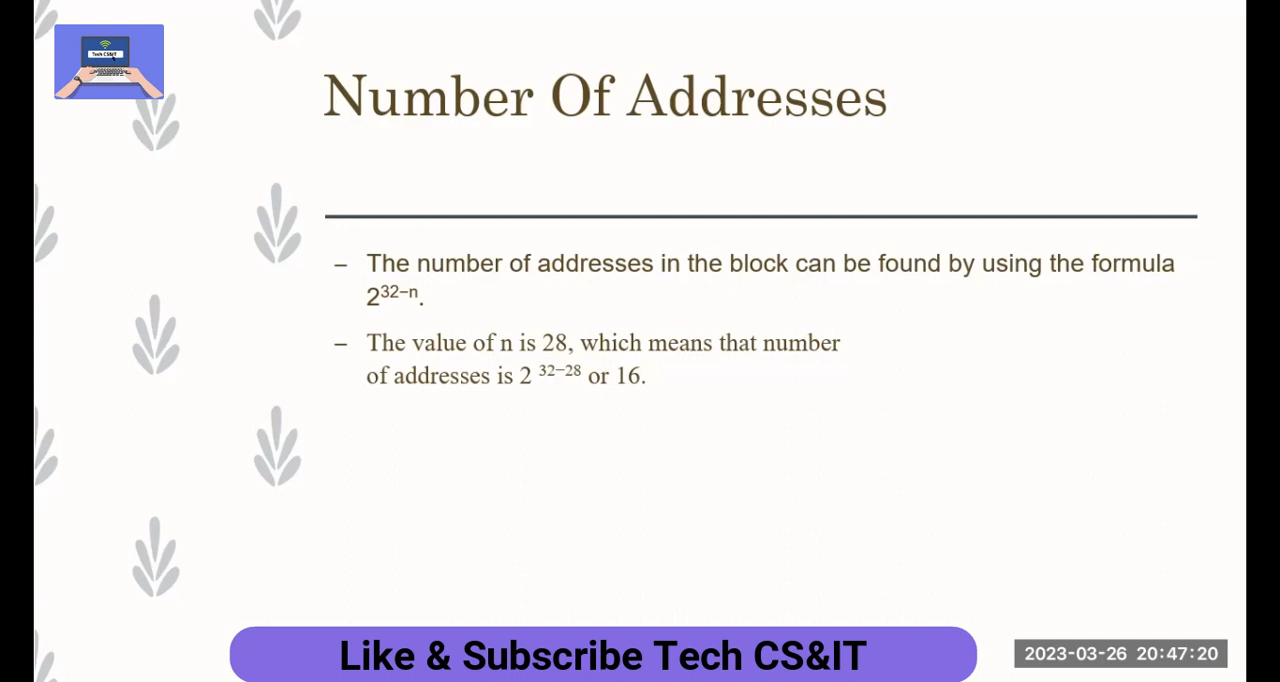 Tech CS&IT
Number Of Addresses
– The number of addresses in the block can be found by using the formula
2³²⁻ⁿ.
– The value of n is 28, which means that number
of addresses is 2 ³²⁻²⁸ or 16.
Like & Subscribe Tech CS&IT
2023-03-26 20:47:20